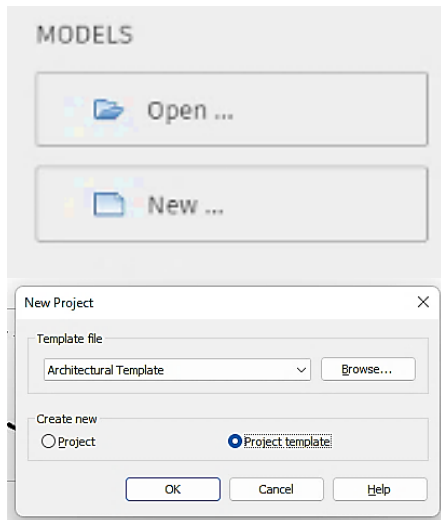 MODELS
Open ...
New ...
New Project
Template file
Architectural Template
Browse...
Create new
Project
Project template
OK
Cancel
Help